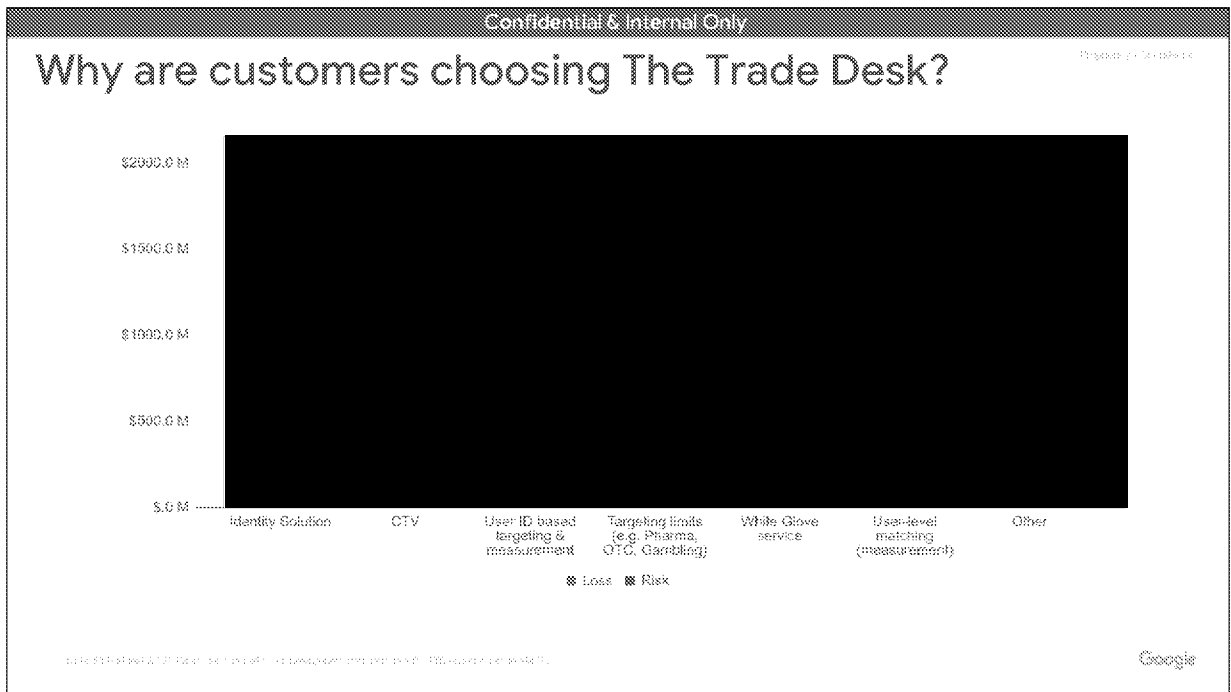 Confidential & Internal Only
Why are customers choosing The Trade Desk?
$2000.0 M
$1500.0 M
$1000.0 M
$500.0 M
$.0 M
Identity Solution
CTV
User ID based
targeting &
measurement
Targeting limits
(e.g. Pharma,
OTC, Gambling)
White Glove
service
User-level
matching
(measurement)
Other
Loss
Risk
Google